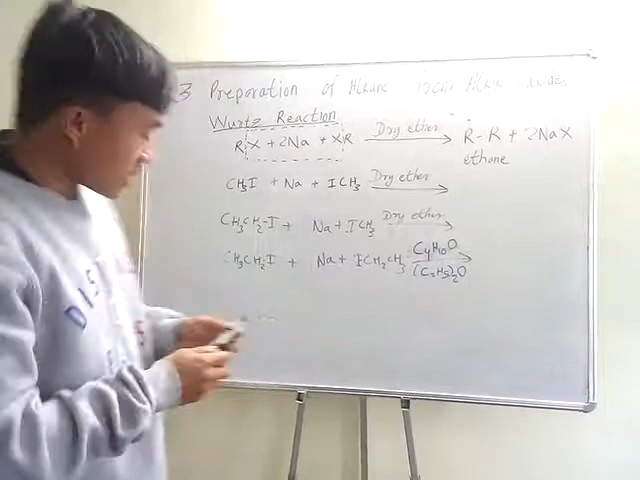 3 Preparation of Alkane from Alkyl
Wurtz Reaction
R X + 2Na + XR Dry ether R-R + 2NaX
ethane
CH3I + Na + ICH3 Dry ether
CH3CH2-I + Na + ICH3 Dry ether
CH3CH2I + Na + ICH2CH3 C4H10O
(C2H5)2O